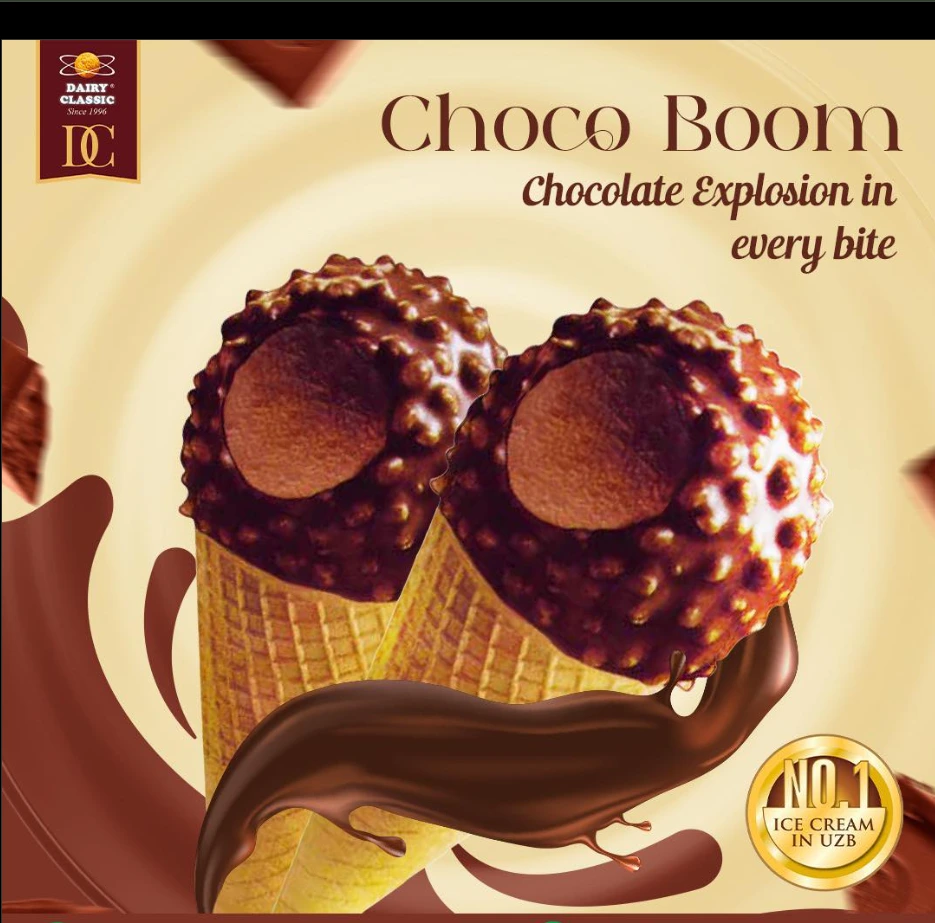 DAIRY®
CLASSIC
Since 1996
DC
Choco Boom
Chocolate Explosion in
every bite
NO.1
ICE CREAM
IN UZB